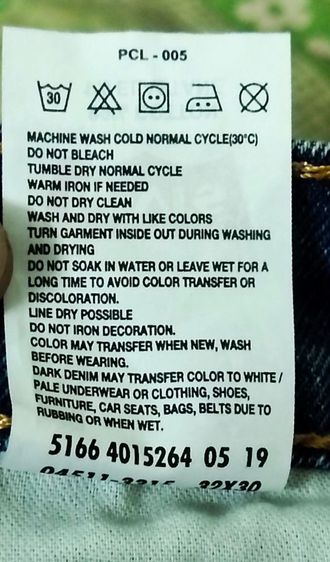 PCL - 005
30
MACHINE WASH COLD NORMAL CYCLE(30°C)
DO NOT BLEACH
TUMBLE DRY NORMAL CYCLE
WARM IRON IF NEEDED
DO NOT DRY CLEAN
WASH AND DRY WITH LIKE COLORS
TURN GARMENT INSIDE OUT DURING WASHING
AND DRYING
DO NOT SOAK IN WATER OR LEAVE WET FOR A
LONG TIME TO AVOID COLOR TRANSFER OR
DISCOLORATION.
LINE DRY POSSIBLE
DO NOT IRON DECORATION.
COLOR MAY TRANSFER WHEN NEW, WASH
BEFORE WEARING.
DARK DENIM MAY TRANSFER COLOR TO WHITE /
PALE UNDERWEAR OR CLOTHING, SHOES,
FURNITURE, CAR SEATS, BAGS, BELTS DUE TO
RUBBING OR WHEN WET.
5166 4015264 05 19
32X30